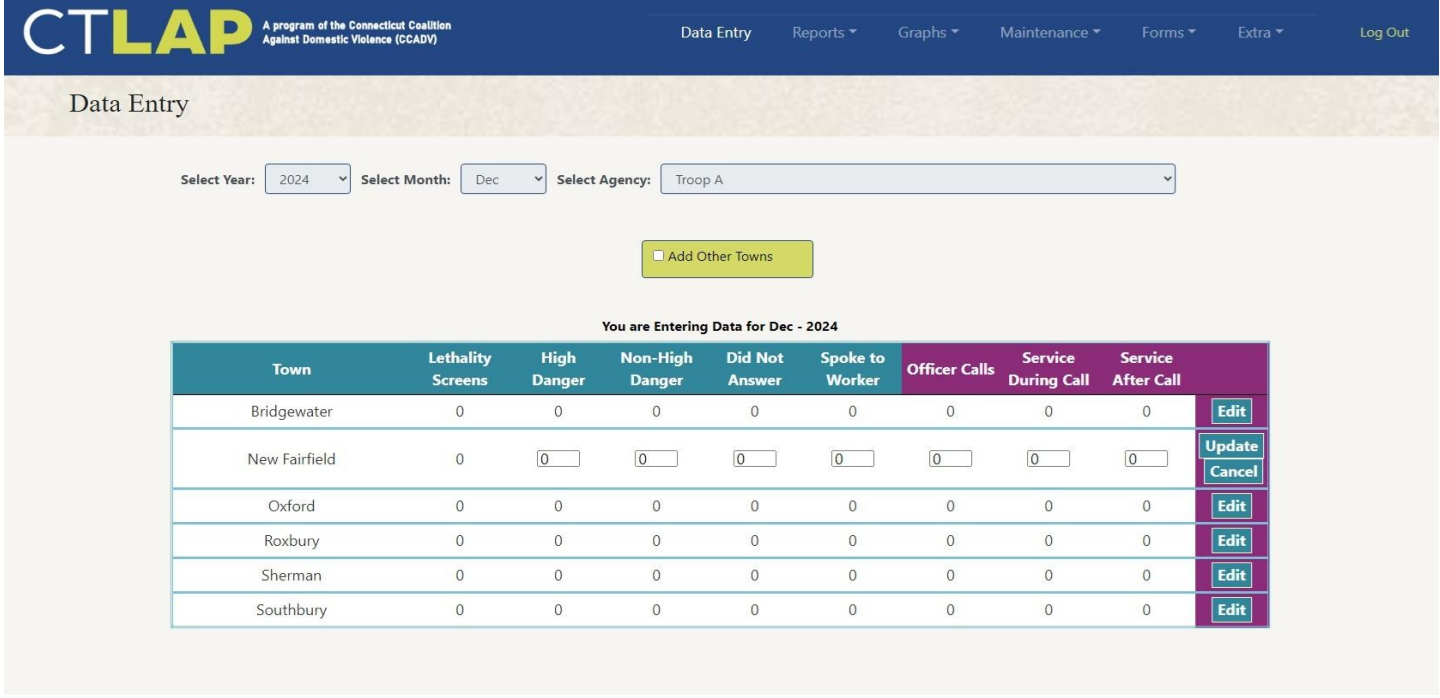 CTLAP A program of the Connecticut Coalition
Against Domestic Violence (CCADV)
Data Entry Reports Graphs Maintenance Forms Extra Log Out
Data Entry
Select Year: 2024 Select Month: Dec Select Agency: Troop A
Add Other Towns
You are Entering Data for Dec - 2024
Town Lethality Screens High Danger Non-High Danger Did Not Answer Spoke to Worker Officer Calls Service During Call Service After Call
Bridgewater 0 0 0 0 0 0 0 0 Edit
New Fairfield 0 0 0 0 0 0 0 0 Update Cancel
Oxford 0 0 0 0 0 0 0 0 Edit
Roxbury 0 0 0 0 0 0 0 0 Edit
Sherman 0 0 0 0 0 0 0 0 Edit
Southbury 0 0 0 0 0 0 0 0 Edit